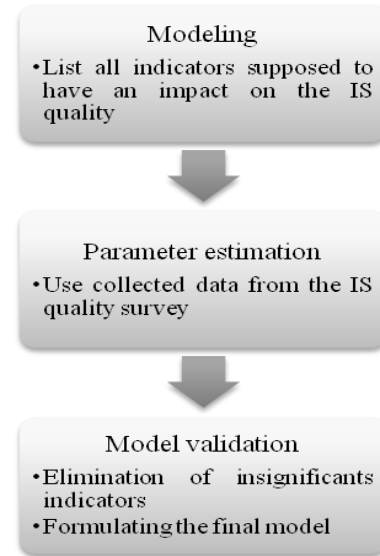 Modeling
•List all indicators supposed to
have an impact on the IS
quality
Parameter estimation
•Use collected data from the IS
quality survey
Model validation
•Elimination of insignificants
indicators
•Formulating the final model